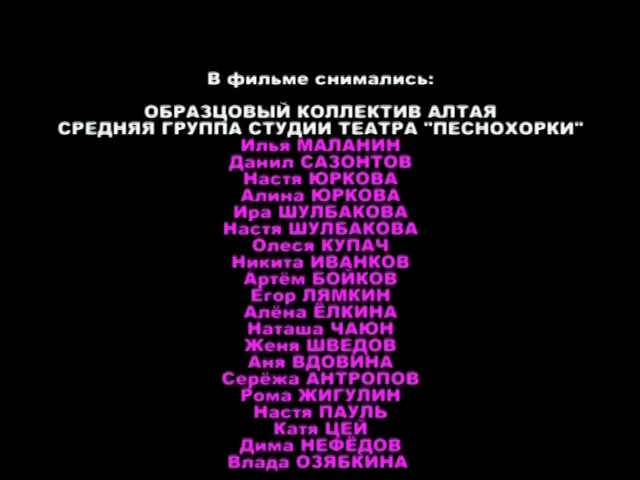 В фильме снимались:
ОБРАЗЦОВЫЙ КОЛЛЕКТИВ АЛТАЯ
СРЕДНЯЯ ГРУППА СТУДИИ ТЕАТРА "ПЕСНОХОРКИ"
Илья МАЛАНИН
Данил САЗОНТОВ
Настя ЮРКОВА
Алина ЮРКОВА
Ира ШУЛБАКОВА
Настя ШУЛБАКОВА
Олеся КУПАЧ
Никита ИВАНКОВ
Артём БОЙКОВ
Егор ЛЯМКИН
Алёна ЁЛКИНА
Наташа ЧАЮН
Женя ШВЕДОВ
Аня ВДОВИНА
Серёжа АНТРОПОВ
Рома ЖИГУЛИН
Настя ПАУЛЬ
Катя ЦЕЙ
Дима НЕФЁДОВ
Влада ОЗЯБКИНА